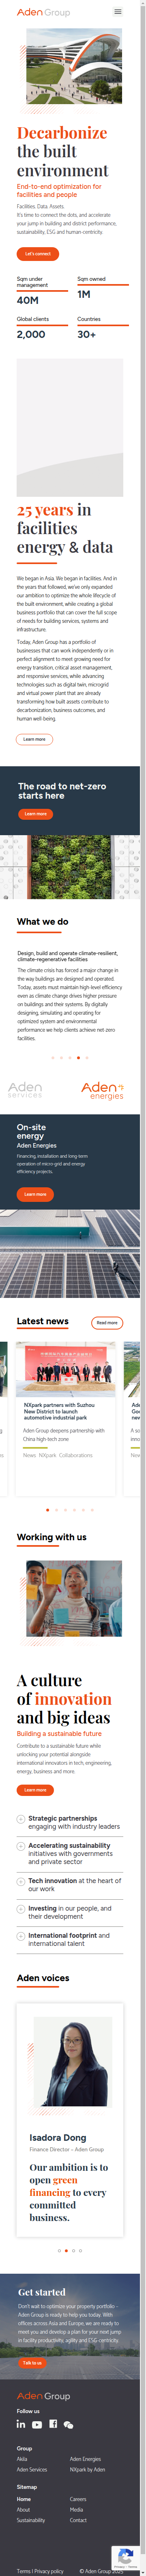 Aden Group
Decarbonize
the built
environment
End-to-end optimization for
facilities and people
Facilities. Data. Assets.
It's time to connect the dots, and accelerate
your jump in building and district performance,
sustainability, ESG and human-centricity.
Let's connect
Sqm under
management
40M
Sqm owned
1M
Global clients
2,000
Countries
30+
25 years in
facilities
energy & data
We began in Asia. We began in facilities. And in
the years that followed, we've only expanded
our ambition to optimize the whole lifecycle of
the built environment, while creating a global
business portfolio that can cover the full scope
of needs for building services, systems and
infrastructure.
Today, Aden Group has a portfolio of
businesses that can work independently or in
perfect alignment to meet growing need for
energy transition, critical asset management,
and responsive services, while advancing
technologies such as digital twin, microgrid
and virtual power plant that are already
transforming how built assets contribute to
decarbonization, business outcomes, and
human well-being.
Learn more
The road to net-zero
starts here
Learn more
What we do
Design, build and operate climate-resilient,
climate-regenerative facilities
The climate crisis has forced a major change in
the way buildings are designed and operated.
Today, assets must maintain high level efficiency
even as climate change drives higher pressure
on buildings and their systems. By digitally
designing, simulating, and operating the
optimized system and environmental
performance we help clients achieve net zero
facilities.
Aden
services
Aden
energies
On-site
energy
Aden Energies
Financing, installation and long-term
operation of micro-grid and energy
efficiency projects.
Learn more
Latest news
Read more
NXpark partners with Suzhou
New District to launch
automotive industrial park
Aden Group deepens partnership with
China high-tech zone
News NXpark Collaborations
Working with us
A culture
of innovation
and big ideas
Building a sustainable future
Contribute to a sustainable future while
unlocking your potential alongside
international innovators in tech, engineering,
energy, business and more.
Learn more
Strategic partnerships
engaging with industry leaders
Accelerating sustainability
initiatives with governments
and private sector
Tech innovation at the heart of
our work
Investing in our people, and
their development
International footprint and
international talent
Aden voices
Isadora Dong
Finance Director – Aden Group
Our ambition is to
open green
financing to every
committed
business.
Get started
Don't wait to optimize your property portfolio -
Aden Group is ready to help you today. With
offices across Asia and Europe, we are ready to
meet you and develop a plan for your next jump
in facility productivity, agility and ESG centricity.
Talk to us
Aden Group
Follow us
Group
Akila
Aden Energies
Aden Services
NXpark by Aden
Sitemap
Home
Careers
About
Media
Sustainability
Contact
Terms | Privacy policy
© Aden Group 2025